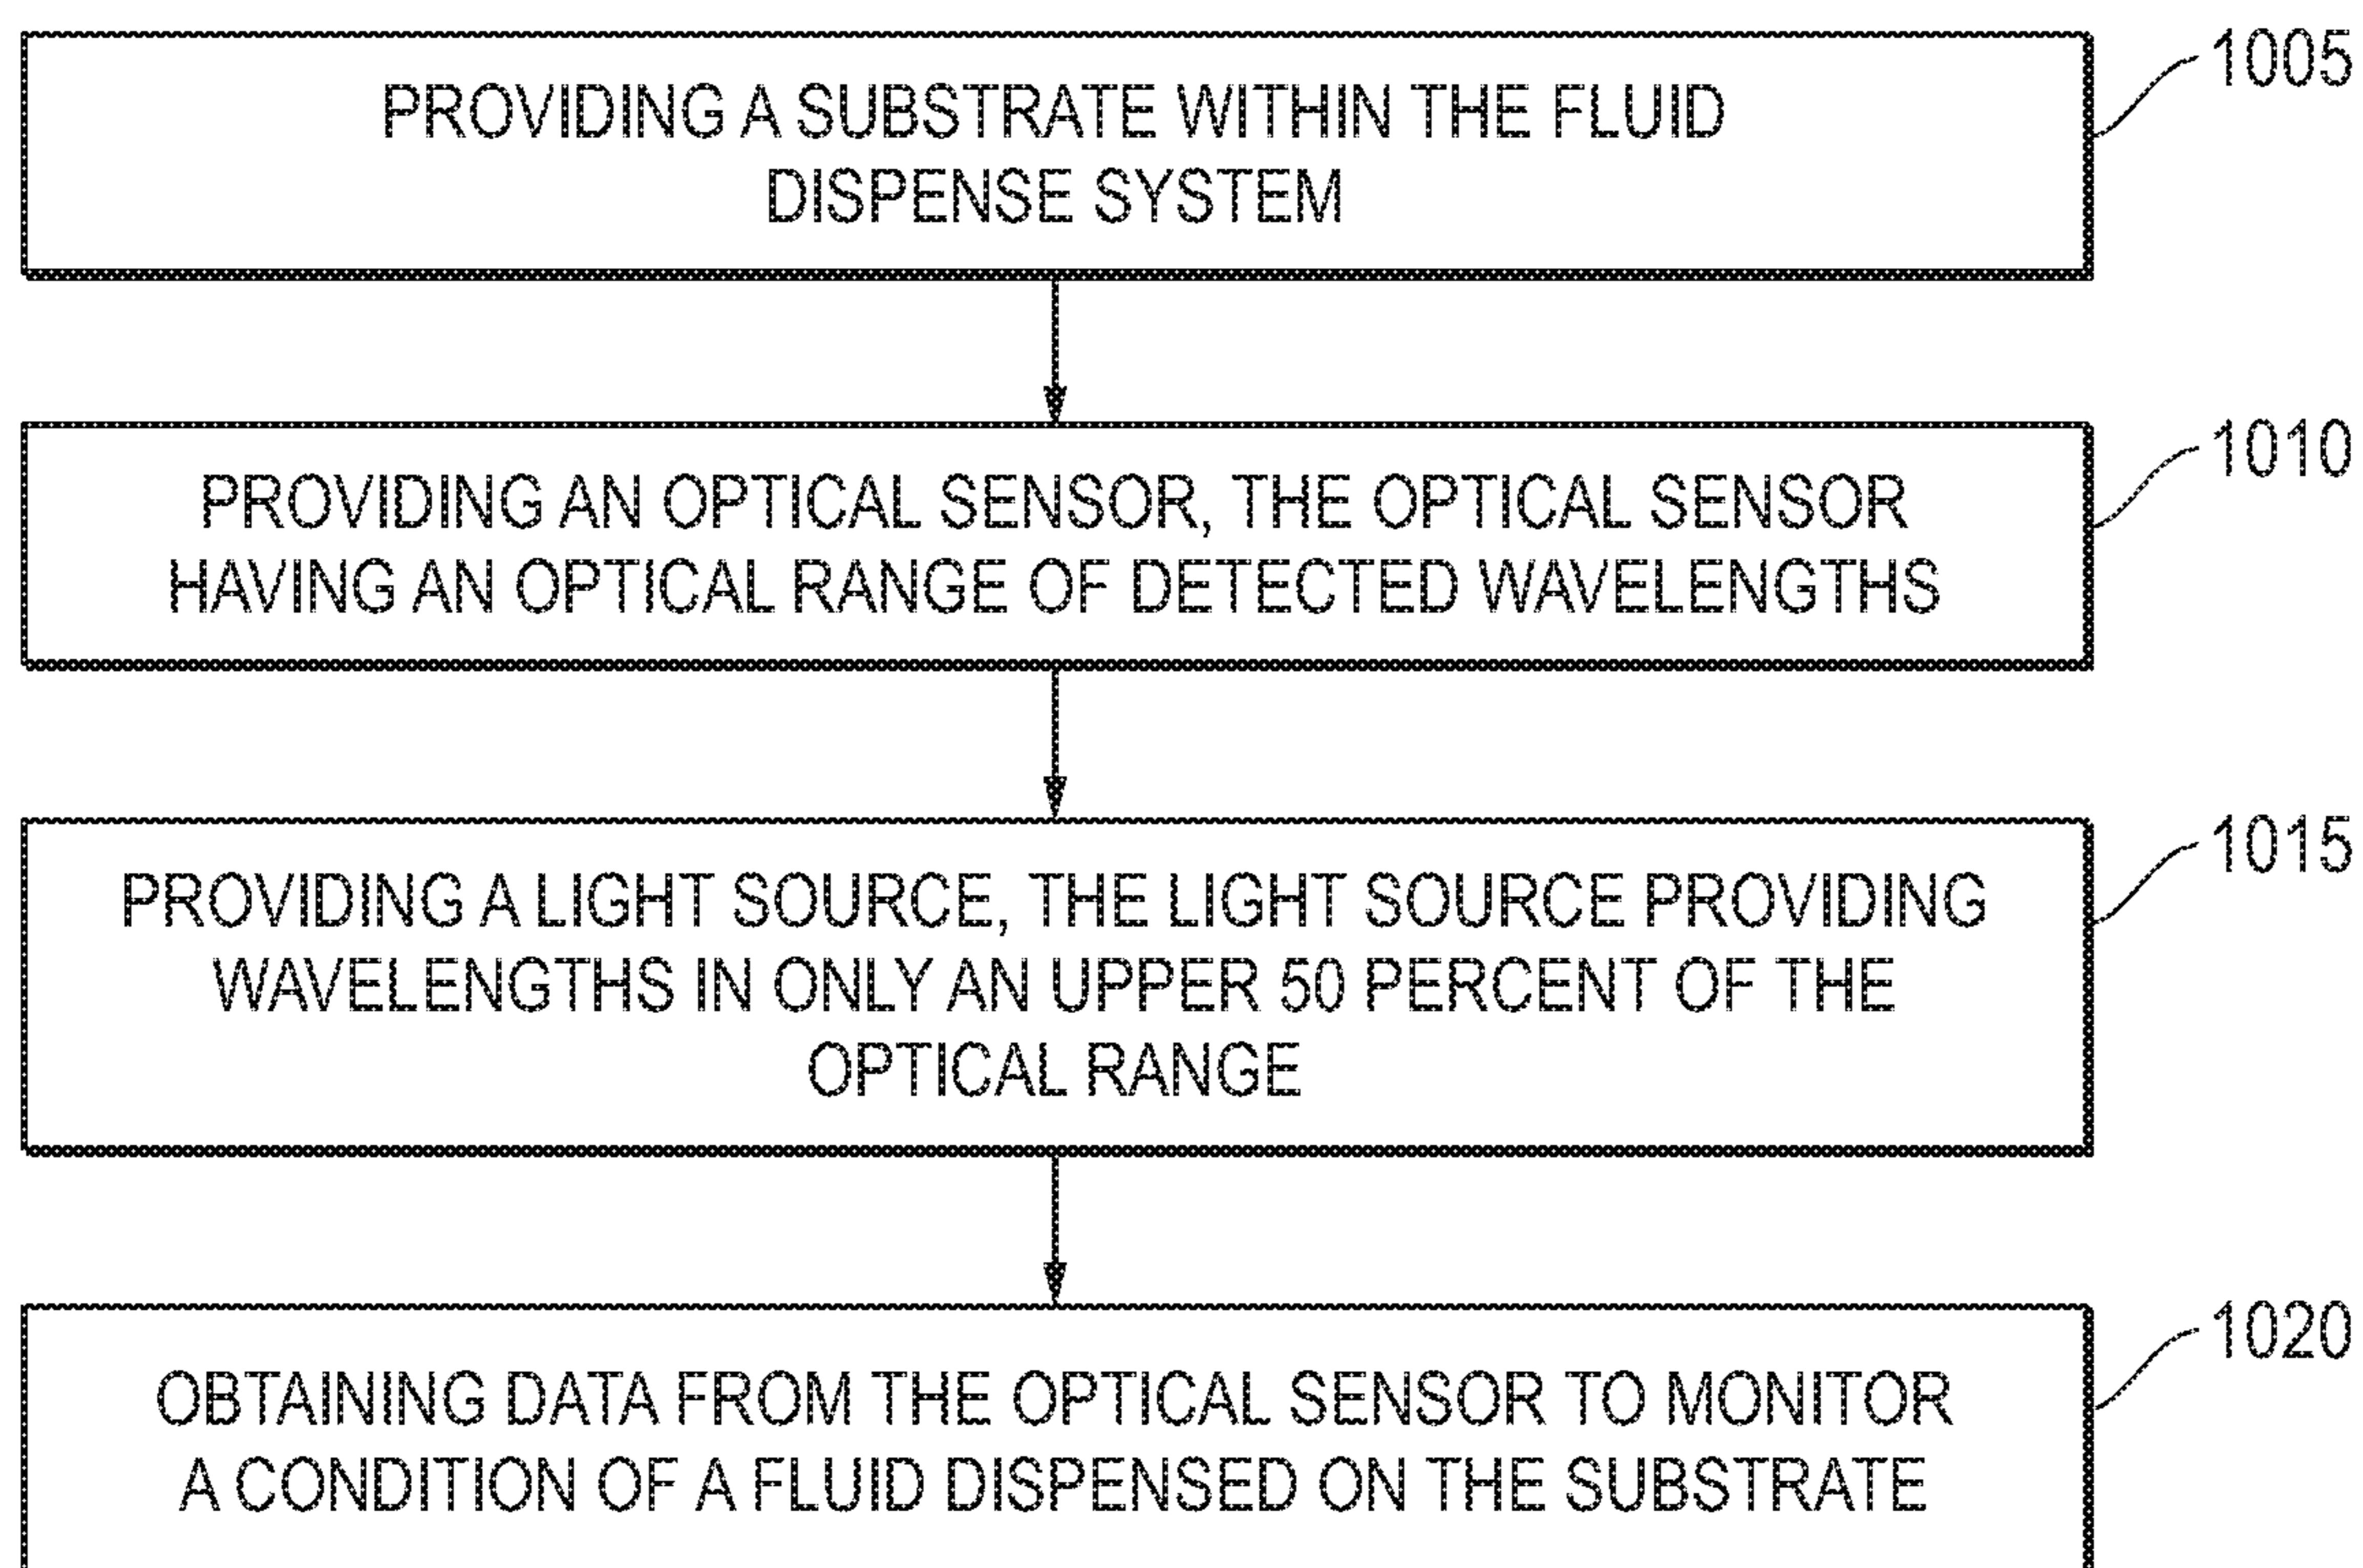 PROVIDING A SUBSTRATE WITHIN THE FLUID
DISPENSE SYSTEM
1005
PROVIDING AN OPTICAL SENSOR, THE OPTICAL SENSOR
HAVING AN OPTICAL RANGE OF DETECTED WAVELENGTHS
1010
PROVIDING A LIGHT SOURCE, THE LIGHT SOURCE PROVIDING
WAVELENGTHS IN ONLY AN UPPER 50 PERCENT OF THE
OPTICAL RANGE
1015
OBTAINING DATA FROM THE OPTICAL SENSOR TO MONITOR
A CONDITION OF A FLUID DISPENSED ON THE SUBSTRATE
1020